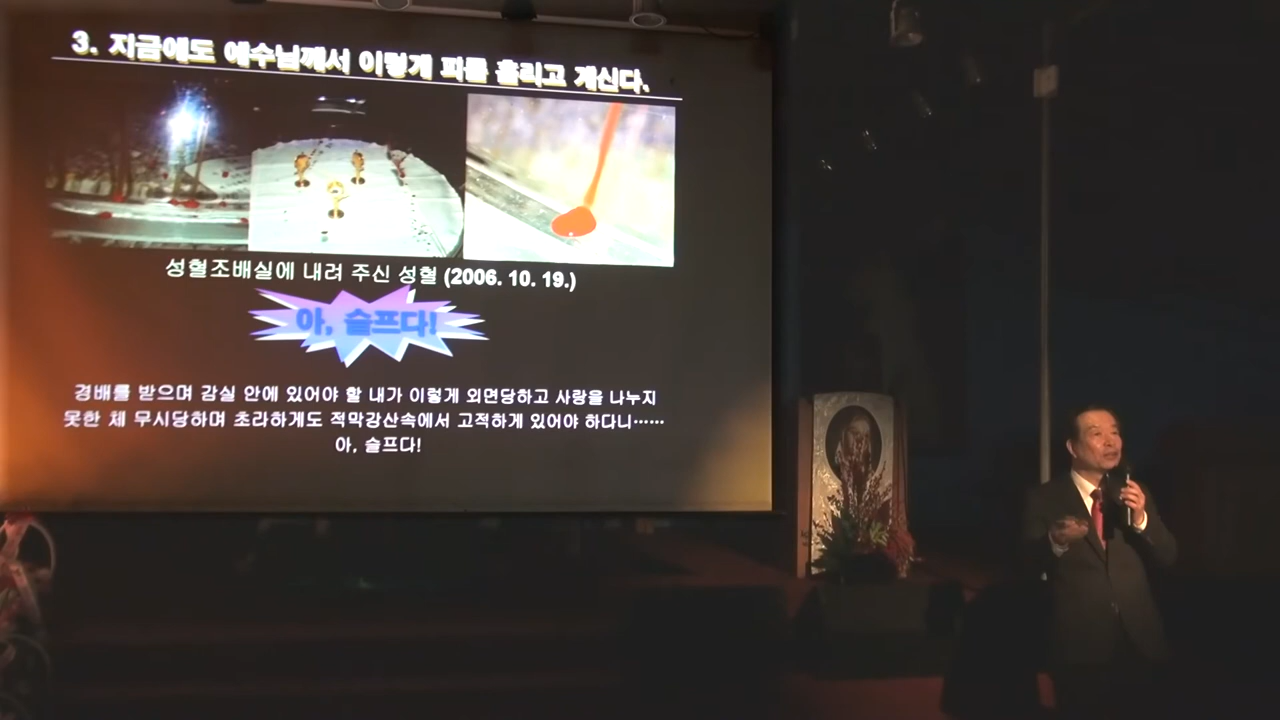 3. 지금에도 예수님께서 이렇게 피를 흘리고 계신다.
성혈조배실에 내려 주신 성혈 (2006. 10. 19.)
아, 슬프다!
경배를 받으며 감실 안에 있어야 할 내가 이렇게 외면당하고 사랑을 나누지
못한 체 무시당하며 초라하게도 적막강산속에서 고적하게 있어야 하다니……
아, 슬프다!